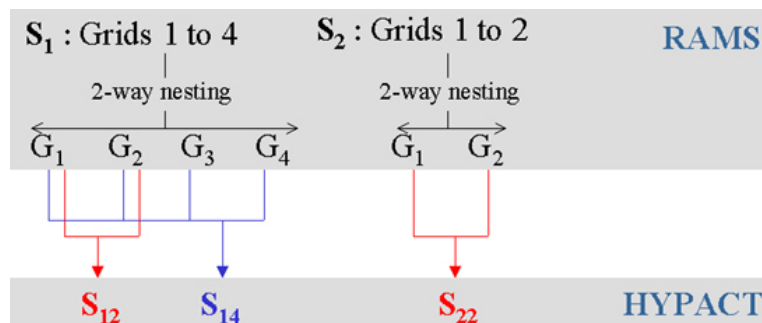 S₁ : Grids 1 to 4 S₂ : Grids 1 to 2 RAMS
2-way nesting 2-way nesting
G₁ G₂ G₃ G₄ G₁ G₂
S₁₂ S₁₄ S₂₂ HYPACT